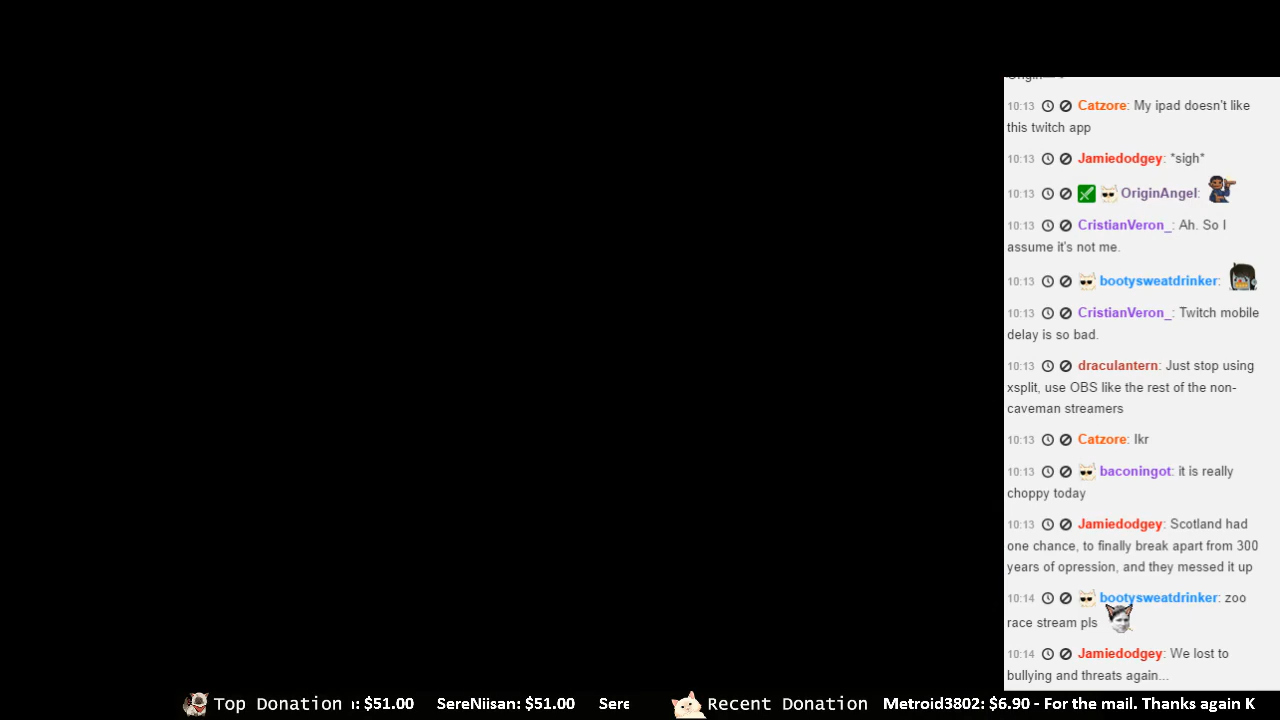 10:13 Catzore: My ipad doesn't like
this twitch app
10:13 Jamiedodgey: *sigh*
10:13 OriginAngel:
10:13 CristianVeron_: Ah. So I
assume it's not me.
10:13 bootysweatdrinker:
10:13 CristianVeron_: Twitch mobile
delay is so bad.
10:13 draculantern: Just stop using
xsplit, use OBS like the rest of the non-
caveman streamers
10:13 Catzore: Ikr
10:13 baconingot: it is really
choppy today
10:13 Jamiedodgey: Scotland had
one chance, to finally break apart from 300
years of opression, and they messed it up
10:14 bootysweatdrinker: zoo
race stream pls
10:14 Jamiedodgey: We lost to
bullying and threats again...
Top Donation : $51.00 SereNiisan: $51.00 Sere Recent Donation Metroid3802: $6.90 - For the mail. Thanks again K